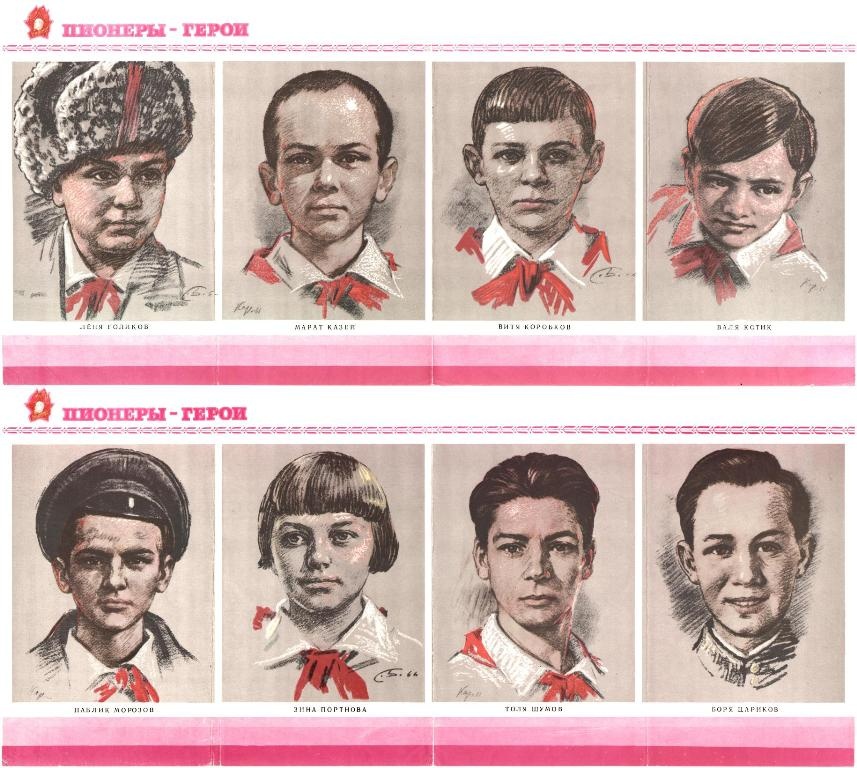 ПИОНЕРЫ - ГЕРОИ
ЛЁНЯ ГОЛИКОВ
МАРАТ КАЗЕЙ
ВИТЯ КОРОБКОВ
ВАЛЯ КОТИК
ПИОНЕРЫ - ГЕРОИ
ПАВЛИК МОРОЗОВ
ЗИНА ПОРТНОВА
ТОЛЯ ШУМОВ
БОРЯ ЦАРИКОВ